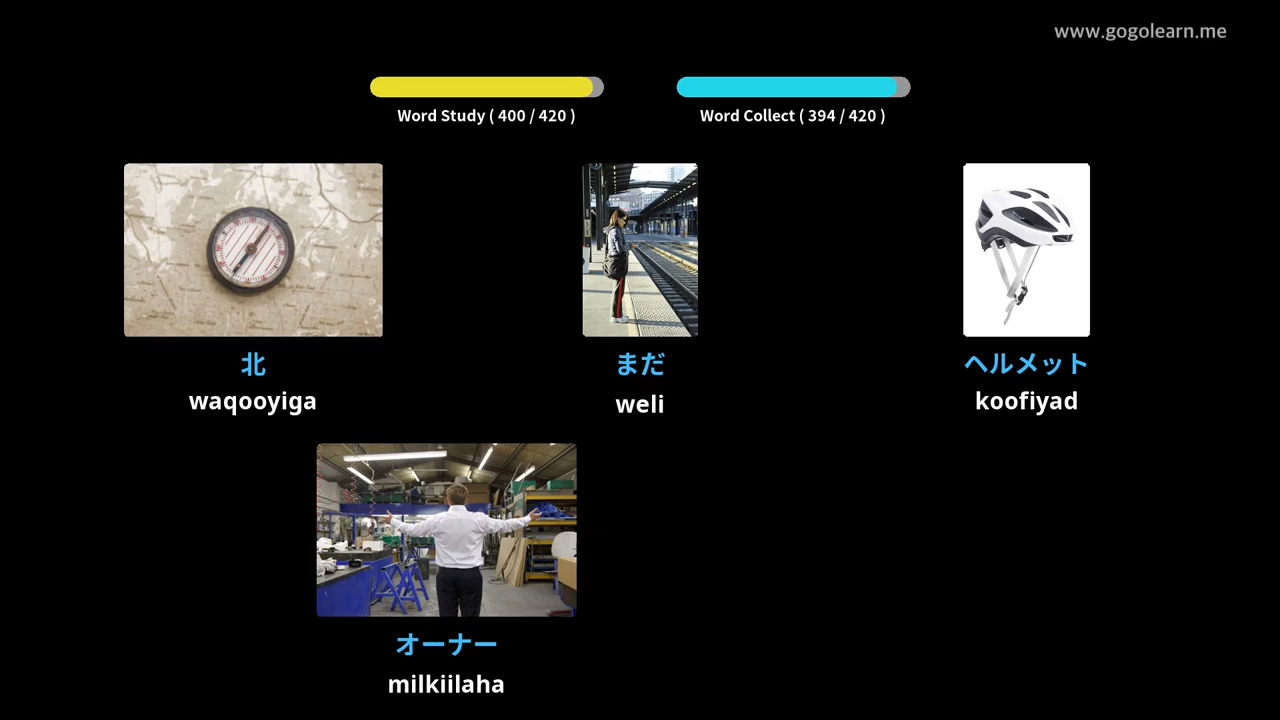 www.gogolearn.me
Word Study ( 400 / 420 )
Word Collect ( 394 / 420 )
北
waqooyiga
まだ
weli
ヘルメット
koofiyad
オーナー
milkiilaha